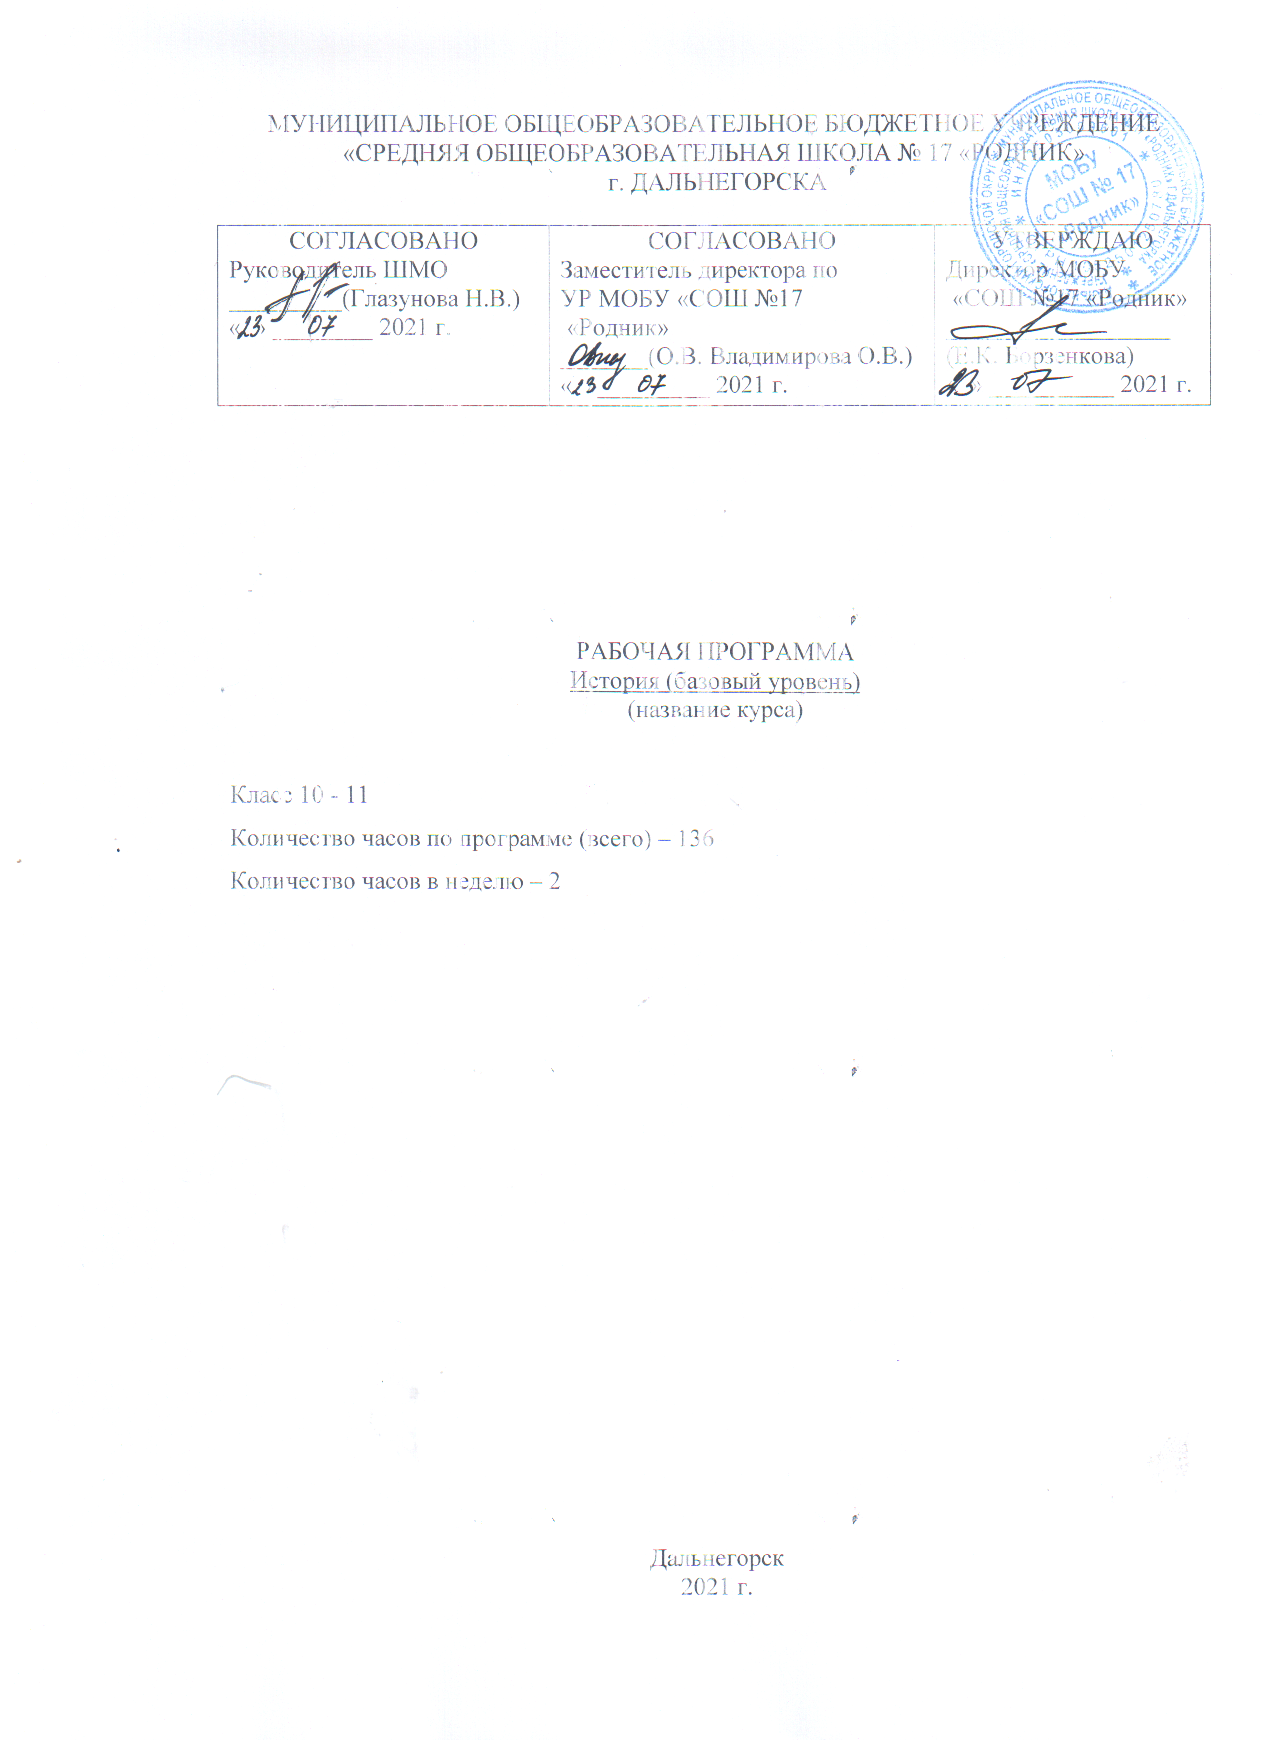 МУНИЦИПАЛЬНОЕ ОБЩЕОБРАЗОВАТЕЛЬНОЕ БЮДЖЕТНОЕ УЧРЕЖДЕНИЕ
«СРЕДНЯЯ ОБЩЕОБРАЗОВАТЕЛЬНАЯ ШКОЛА № 17 «РОДНИК»
г. ДАЛЬНЕГОРСКА
МОБУ
«СОШ № 17
«Родник»
СОГЛАСОВАНО
Руководитель ШМО
(Глазунова Н.В.)
«23» 07 2021 г.
СОГЛАСОВАНО
Заместитель директора по
УР МОБУ «СОШ №17
«Родник»
(О.В. Владимирова О.В.)
«23 07 2021 г.
УТВЕРЖДАЮ
Директор МОБУ
«СОШ №17 «Родник»
Борзенкова)
23» 07 2021 г.
РАБОЧАЯ ПРОГРАММА
История (базовый уровень)
(название курса)
Класс 10 - 11
Количество часов по программе (всего) – 136
Количество часов в неделю – 2
Дальнегорск
2021 г.